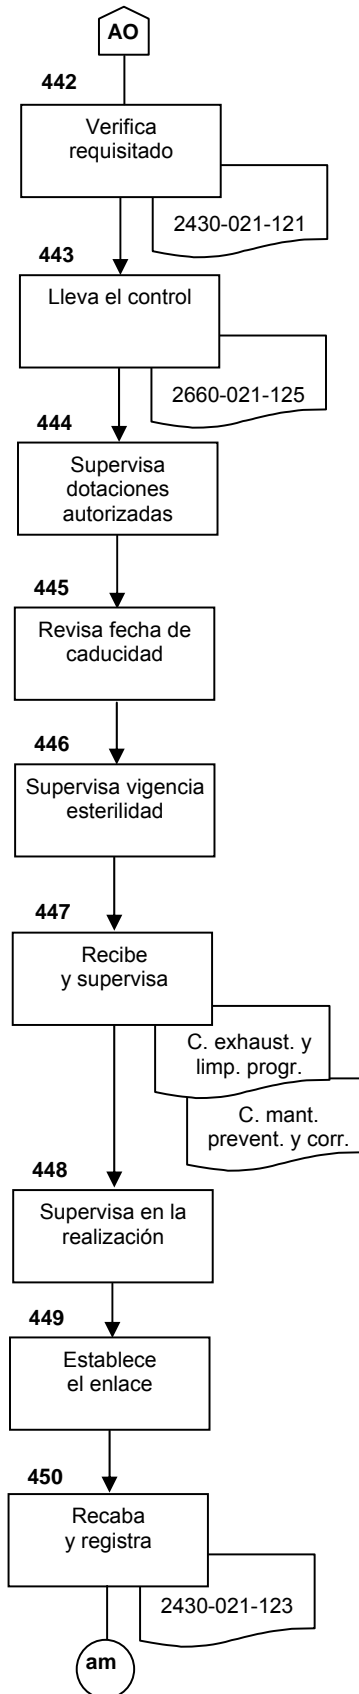 AO
442
Verifica
requisitado
2430-021-121
443
Lleva el control
2660-021-125
444
Supervisa
dotaciones
autorizadas
445
Revisa fecha de
caducidad
446
Supervisa vigencia
esterilidad
447
Recibe
y supervisa
C. exhaust. y
limp. progr.
C. mant.
prevent. y corr.
448
Supervisa en la
realización
449
Establece
el enlace
450
Recaba
y registra
2430-021-123
am